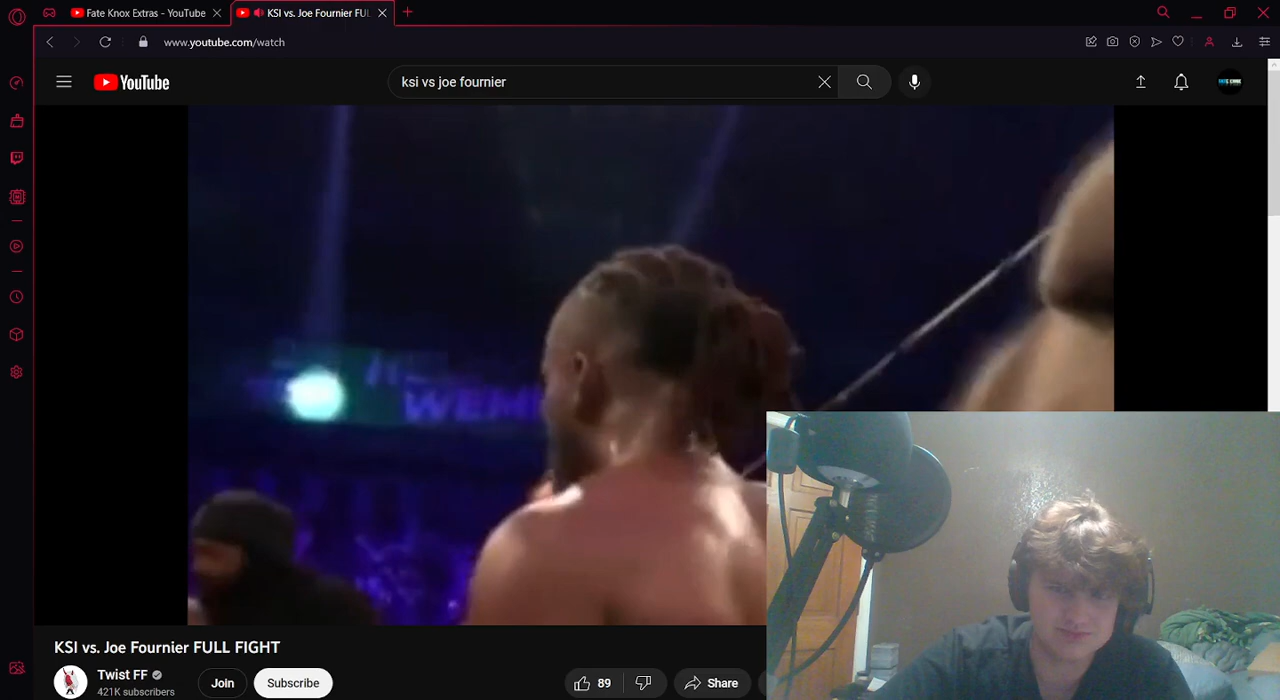 Fate Knox Extras - YouTube
KSI vs. Joe Fournier FUL
www.youtube.com/watch
YouTube
ksi vs joe fournier
WEM
KSI vs. Joe Fournier FULL FIGHT
Twist FF
421K subscribers
Join
Subscribe
89
Share